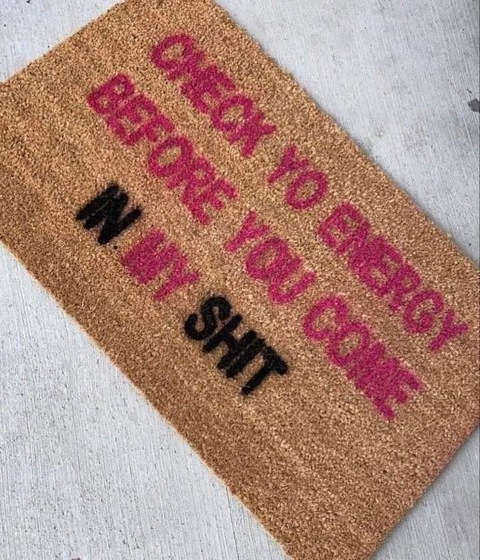 CHECK YO ENERGY
BEFORE YOU COME
IN MY SHIT